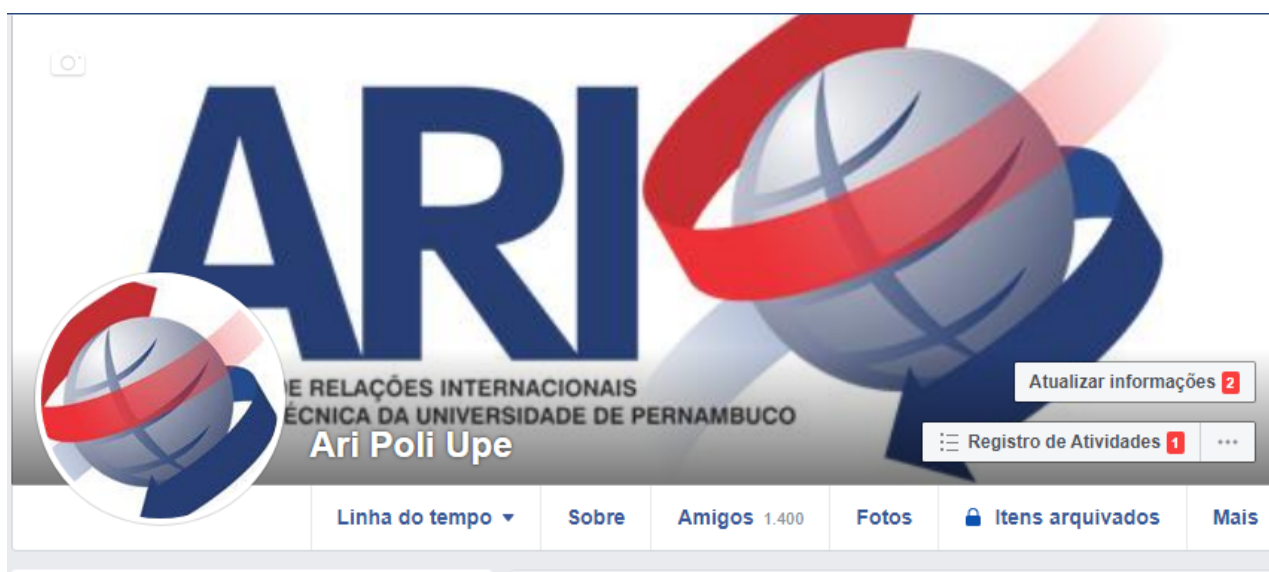 ARI
E RELAÇÕES INTERNACIONAIS
ÉCNICA DA UNIVERSIDADE DE PERNAMBUCO
Ari Poli Upe
Atualizar informações 2
Registro de Atividades 1
Linha do tempo Sobre Amigos 1.400 Fotos Itens arquivados Mais